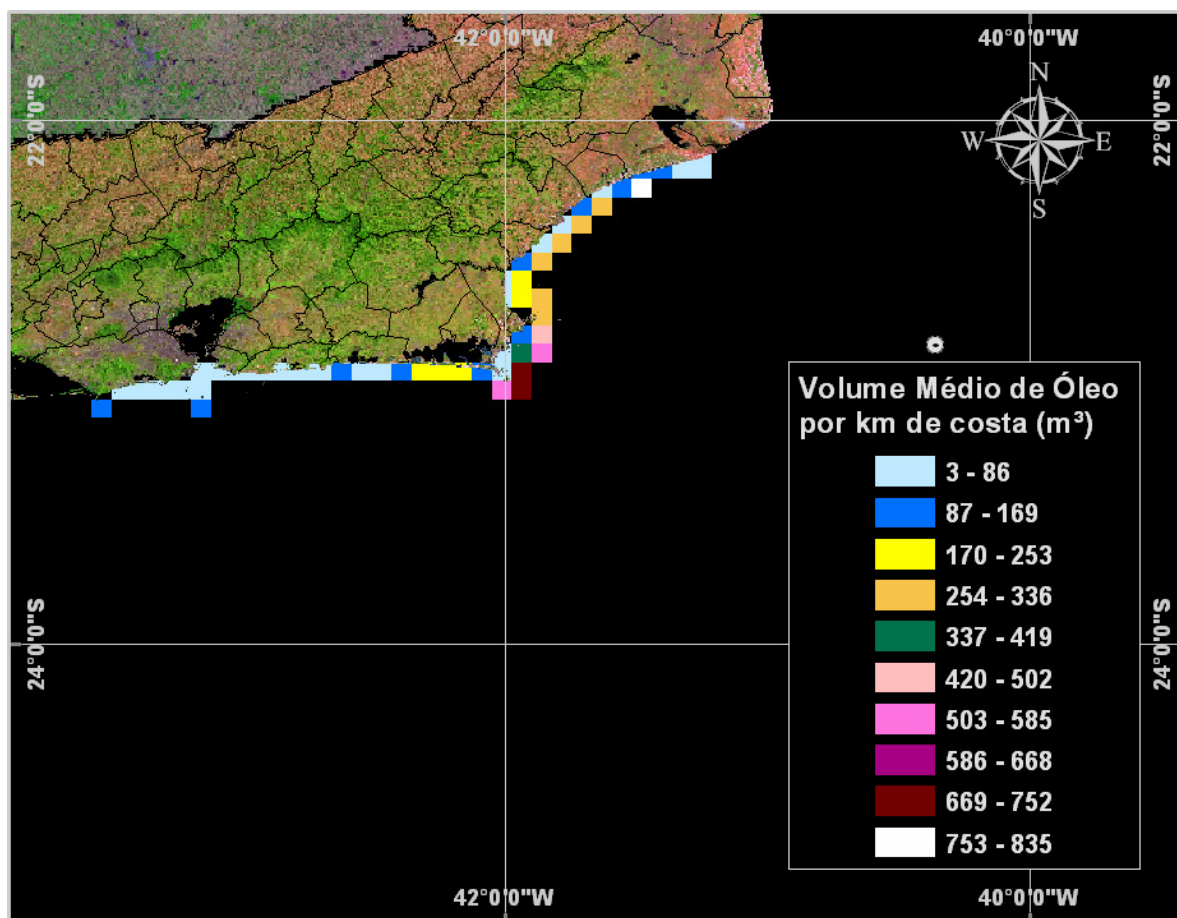 42°0'0"W
40°0'0"W
22°0'0"S
22°0'0"S
N
W
E
S
Volume Médio de Óleo
por km de costa (m³)
3 - 86
87 - 169
170 - 253
254 - 336
337 - 419
420 - 502
503 - 585
586 - 668
669 - 752
753 - 835
24°0'0"S
24°0'0"S
42°0'0"W
40°0'0"W